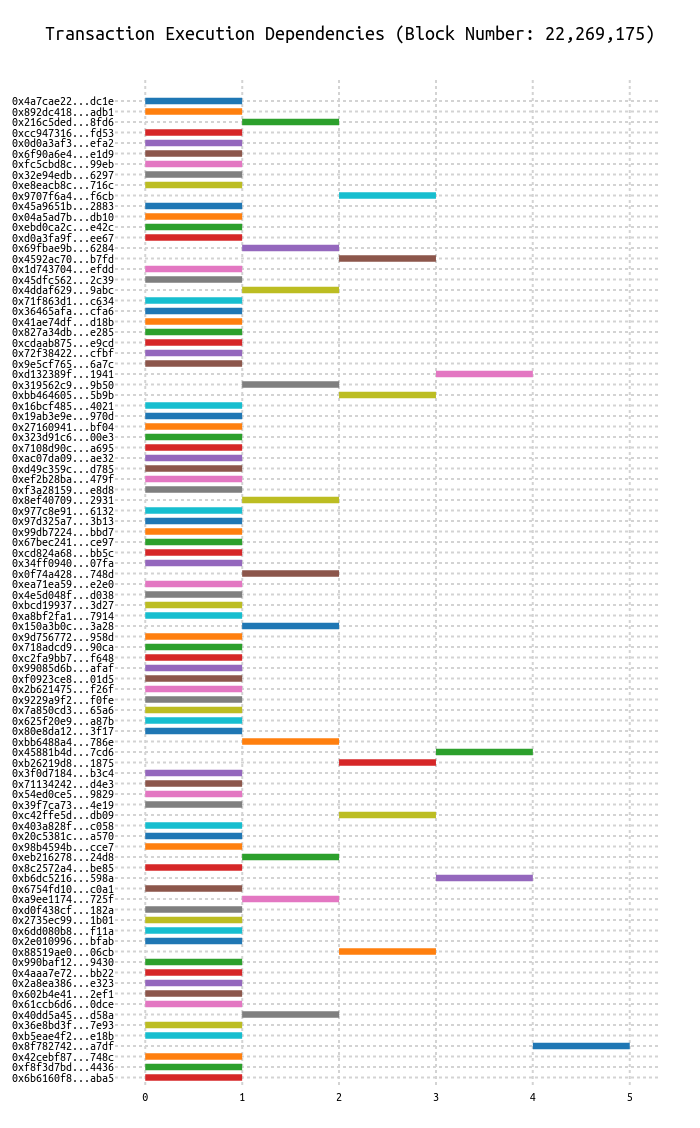 Transaction Execution Dependencies (Block Number: 22,269,175)
0x4a7cae22...dc1e
0x892dc418...adb1
0x216c5ded...8fd6
0xcc947316...fd53
0x0d0a3af3...efa2
0x6f90a6e4...e1d9
0xfc5cbd8c...99eb
0x32e94edb...6297
0xe8eacb8c...716c
0x9707f6a4...f6cb
0x45a9651b...2883
0x04a5ad7b...db10
0xebd0ca2c...e42c
0xd0a3fa9f...ee67
0x69fbae9b...6284
0x4592ac70...b7fd
0x1d743704...efdd
0x45dfc562...2c39
0x4ddaf629...9abc
0x71f863d1...c634
0x36465afa...cfa6
0x41ae74df...d18b
0x827a34db...e285
0xcdaab875...e9cd
0x72f38422...cfbf
0x9e5cf765...6a7c
0xd132389f...1941
0x319562c9...9b50
0xbb464605...5b9b
0x16bcf485...4021
0x19ab3e9e...970d
0x27160941...bf04
0x323d91c6...00e3
0x7108d90c...a695
0xac07da09...ae32
0xd49c359c...d785
0xef2b28ba...479f
0xf3a28159...e8d8
0x8ef40709...2931
0x977c8e91...6132
0x97d325a7...3b13
0x99db7224...bbd7
0x67bec241...ce97
0xcd824a68...bb5c
0x34ff0940...07fa
0x0f74a428...748d
0xea71ea59...e2e0
0x4e5d048f...d038
0xbcd19937...3d27
0xa8bf2fa1...7914
0x150a3b0c...3a28
0x9d756772...958d
0x718adcd9...90ca
0xc2fa9bb7...f648
0x99085d6b...afaf
0xf0923ce8...01d5
0x2b621475...f26f
0x9229a9f2...f0fe
0x7a850cd3...65a6
0x625f20e9...a87b
0x80e8da12...3f17
0xbb6488a4...786e
0x45881b4d...7cd6
0xb26219d8...1875
0x3f0d7184...b3c4
0x71134242...d4e3
0x54ed0ce5...9829
0x39f7ca73...4e19
0xc42ffe5d...db09
0x403a828f...c058
0x20c5381c...a570
0x98b4594b...cce7
0xeb216278...24d8
0x8c2572a4...be85
0xb6dc5216...598a
0x6754fd10...c0a1
0xa9ee1174...725f
0xd0f438cf...182a
0x2735ec99...1b01
0x6dd080b8...f11a
0x2e010996...bfab
0x88519ae0...06cb
0x990baf12...9430
0x4aaa7e72...bb22
0x2a8ea386...e323
0x602b4e41...2ef1
0x61ccb6d6...0dce
0x40dd5a45...d58a
0x36e8bd3f...7e93
0xb5eae4f2...e18b
0x8f782742...a7df
0x42cebf87...748c
0xf8f3d7bd...4436
0x6b6160f8...aba5
0 1 2 3 4 5